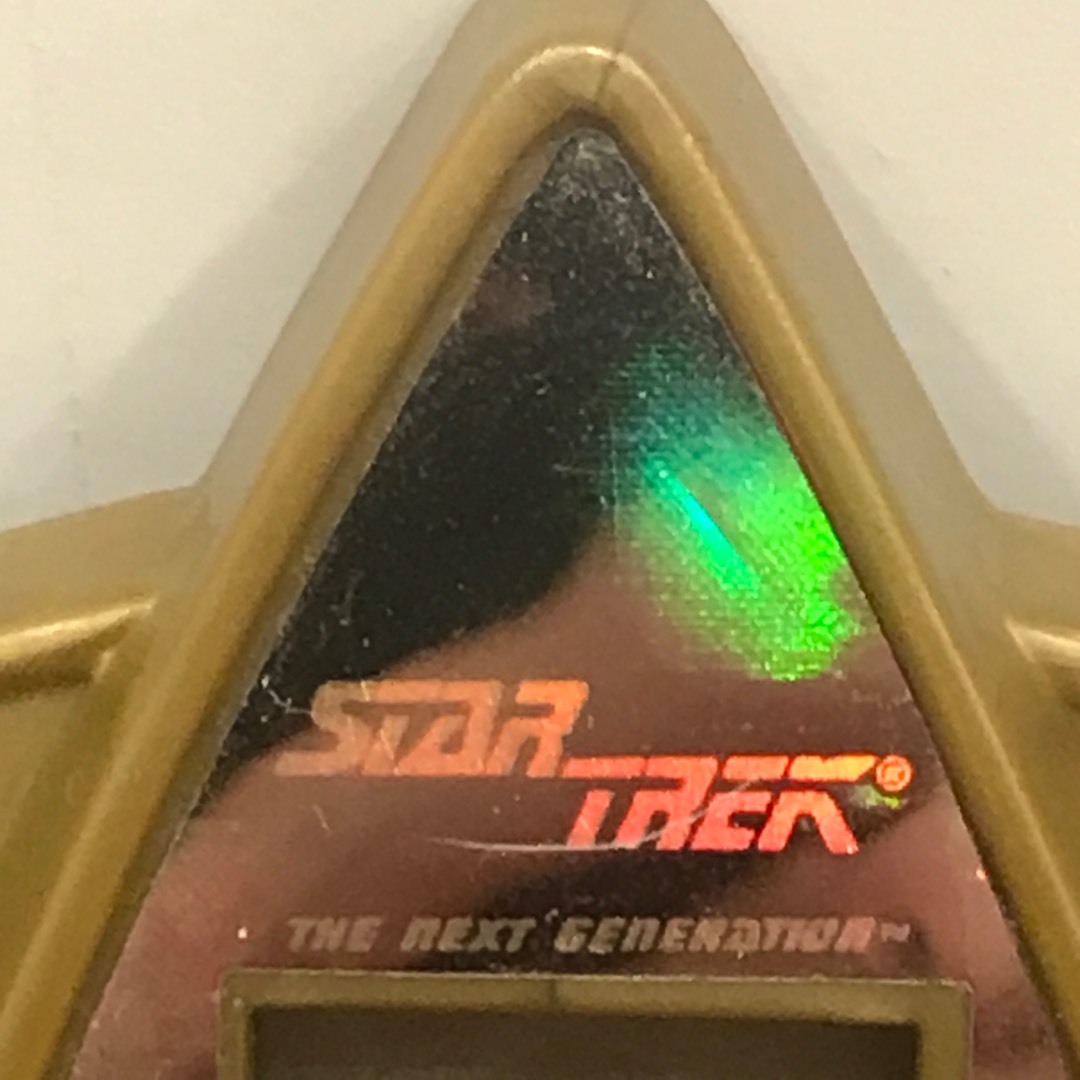 STAR
TREK®
THE NEXT GENERATION™